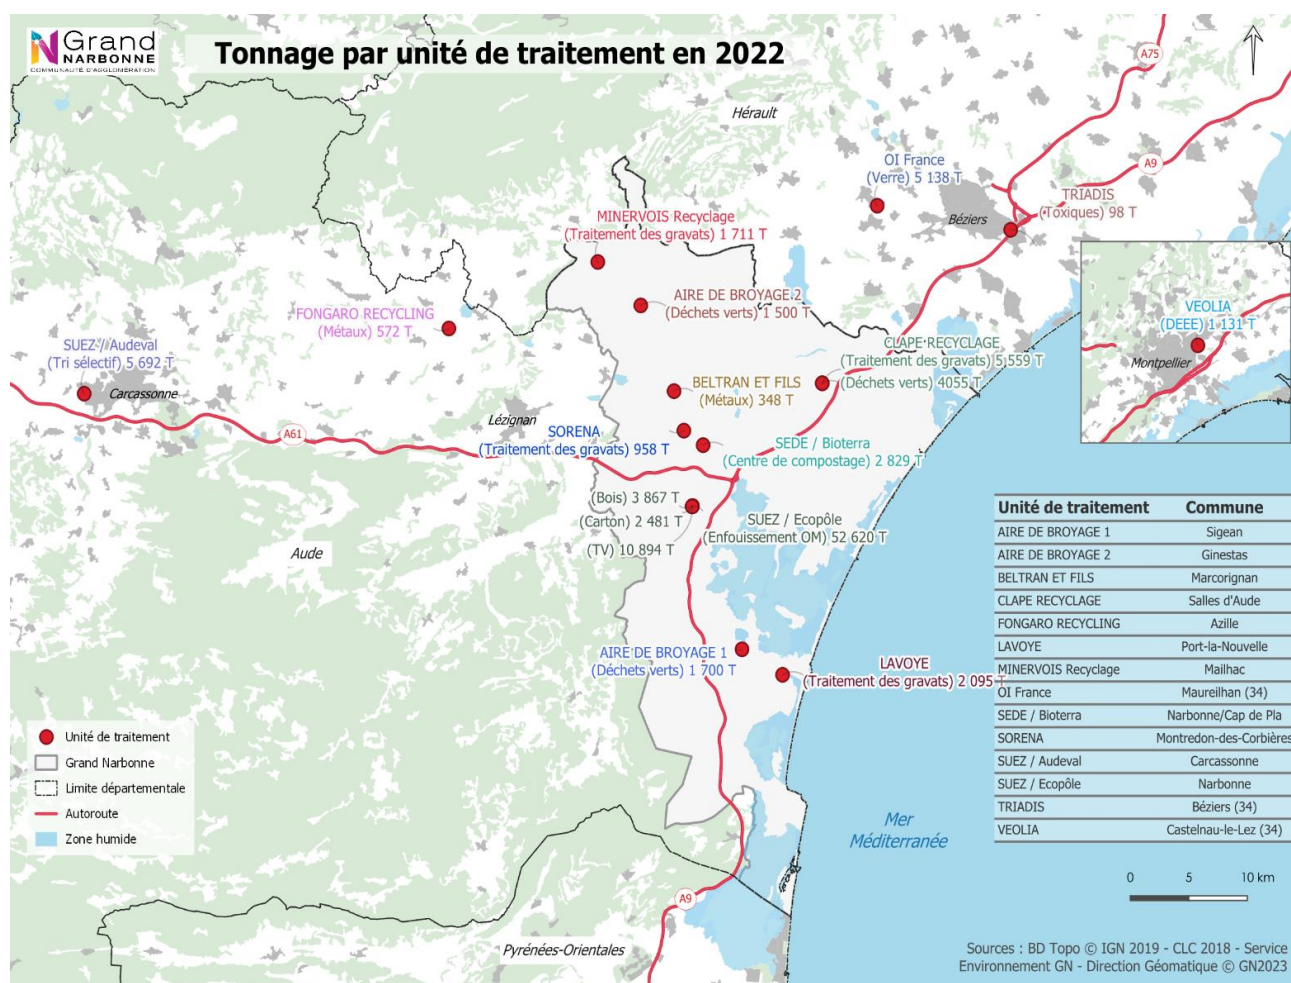 Grand
NARBONNE
COMMUNAUTÉ D'AGGLOMÉRATION
Tonnage par unité de traitement en 2022
A75
Hérault
A9
OI France
(Verre) 5 138 T
TRIADIS
(Toxiques) 98 T
Béziers
MINERVOIS Recyclage
(Traitement des gravats) 1 711 T
AIRE DE BROYAGE 2
(Déchets verts) 1 500 T
FONGARO RECYCLING
(Métaux) 572 T
VEOLIA
(DEEE) 1 131 T
Montpellier
SUEZ / Audeval
(Tri sélectif) 5 692 T
Carcassonne
CLAPE RECYCLAGE
(Traitement des gravats) 5 559 T
(Déchets verts) 4055 T
BELTRAN ET FILS
(Métaux) 348 T
Lézignan
A61
SORENA
(Traitement des gravats) 958 T
SEDE / Bioterra
(Centre de compostage) 2 829 T
(Bois) 3 867 T
(Carton) 2 481 T
(TV) 10 894 T
SUEZ / Ecopôle
(Enfouissement OM) 52 620 T
Aude
AIRE DE BROYAGE 1
(Déchets verts) 1 700 T
LAVOYE
(Traitement des gravats) 2 095 T
Unité de traitement Commune
AIRE DE BROYAGE 1 Sigean
AIRE DE BROYAGE 2 Ginestas
BELTRAN ET FILS Marcorignan
CLAPE RECYCLAGE Salles d'Aude
FONGARO RECYCLING Azille
LAVOYE Port-la-Nouvelle
MINERVOIS Recyclage Mailhac
OI France Maureilhan (34)
SEDE / Bioterra Narbonne/Cap de Pla
SORENA Montredon-des-Corbières
SUEZ / Audeval Carcassonne
SUEZ / Ecopôle Narbonne
TRIADIS Béziers (34)
VEOLIA Castelnau-le-Lez (34)
Unité de traitement
Grand Narbonne
Limite départementale
Autoroute
Zone humide
Mer
Méditerranée
0 5 10 km
A9
Pyrénées-Orientales
Sources : BD Topo © IGN 2019 - CLC 2018 - Service
Environnement GN - Direction Géomatique © GN2023